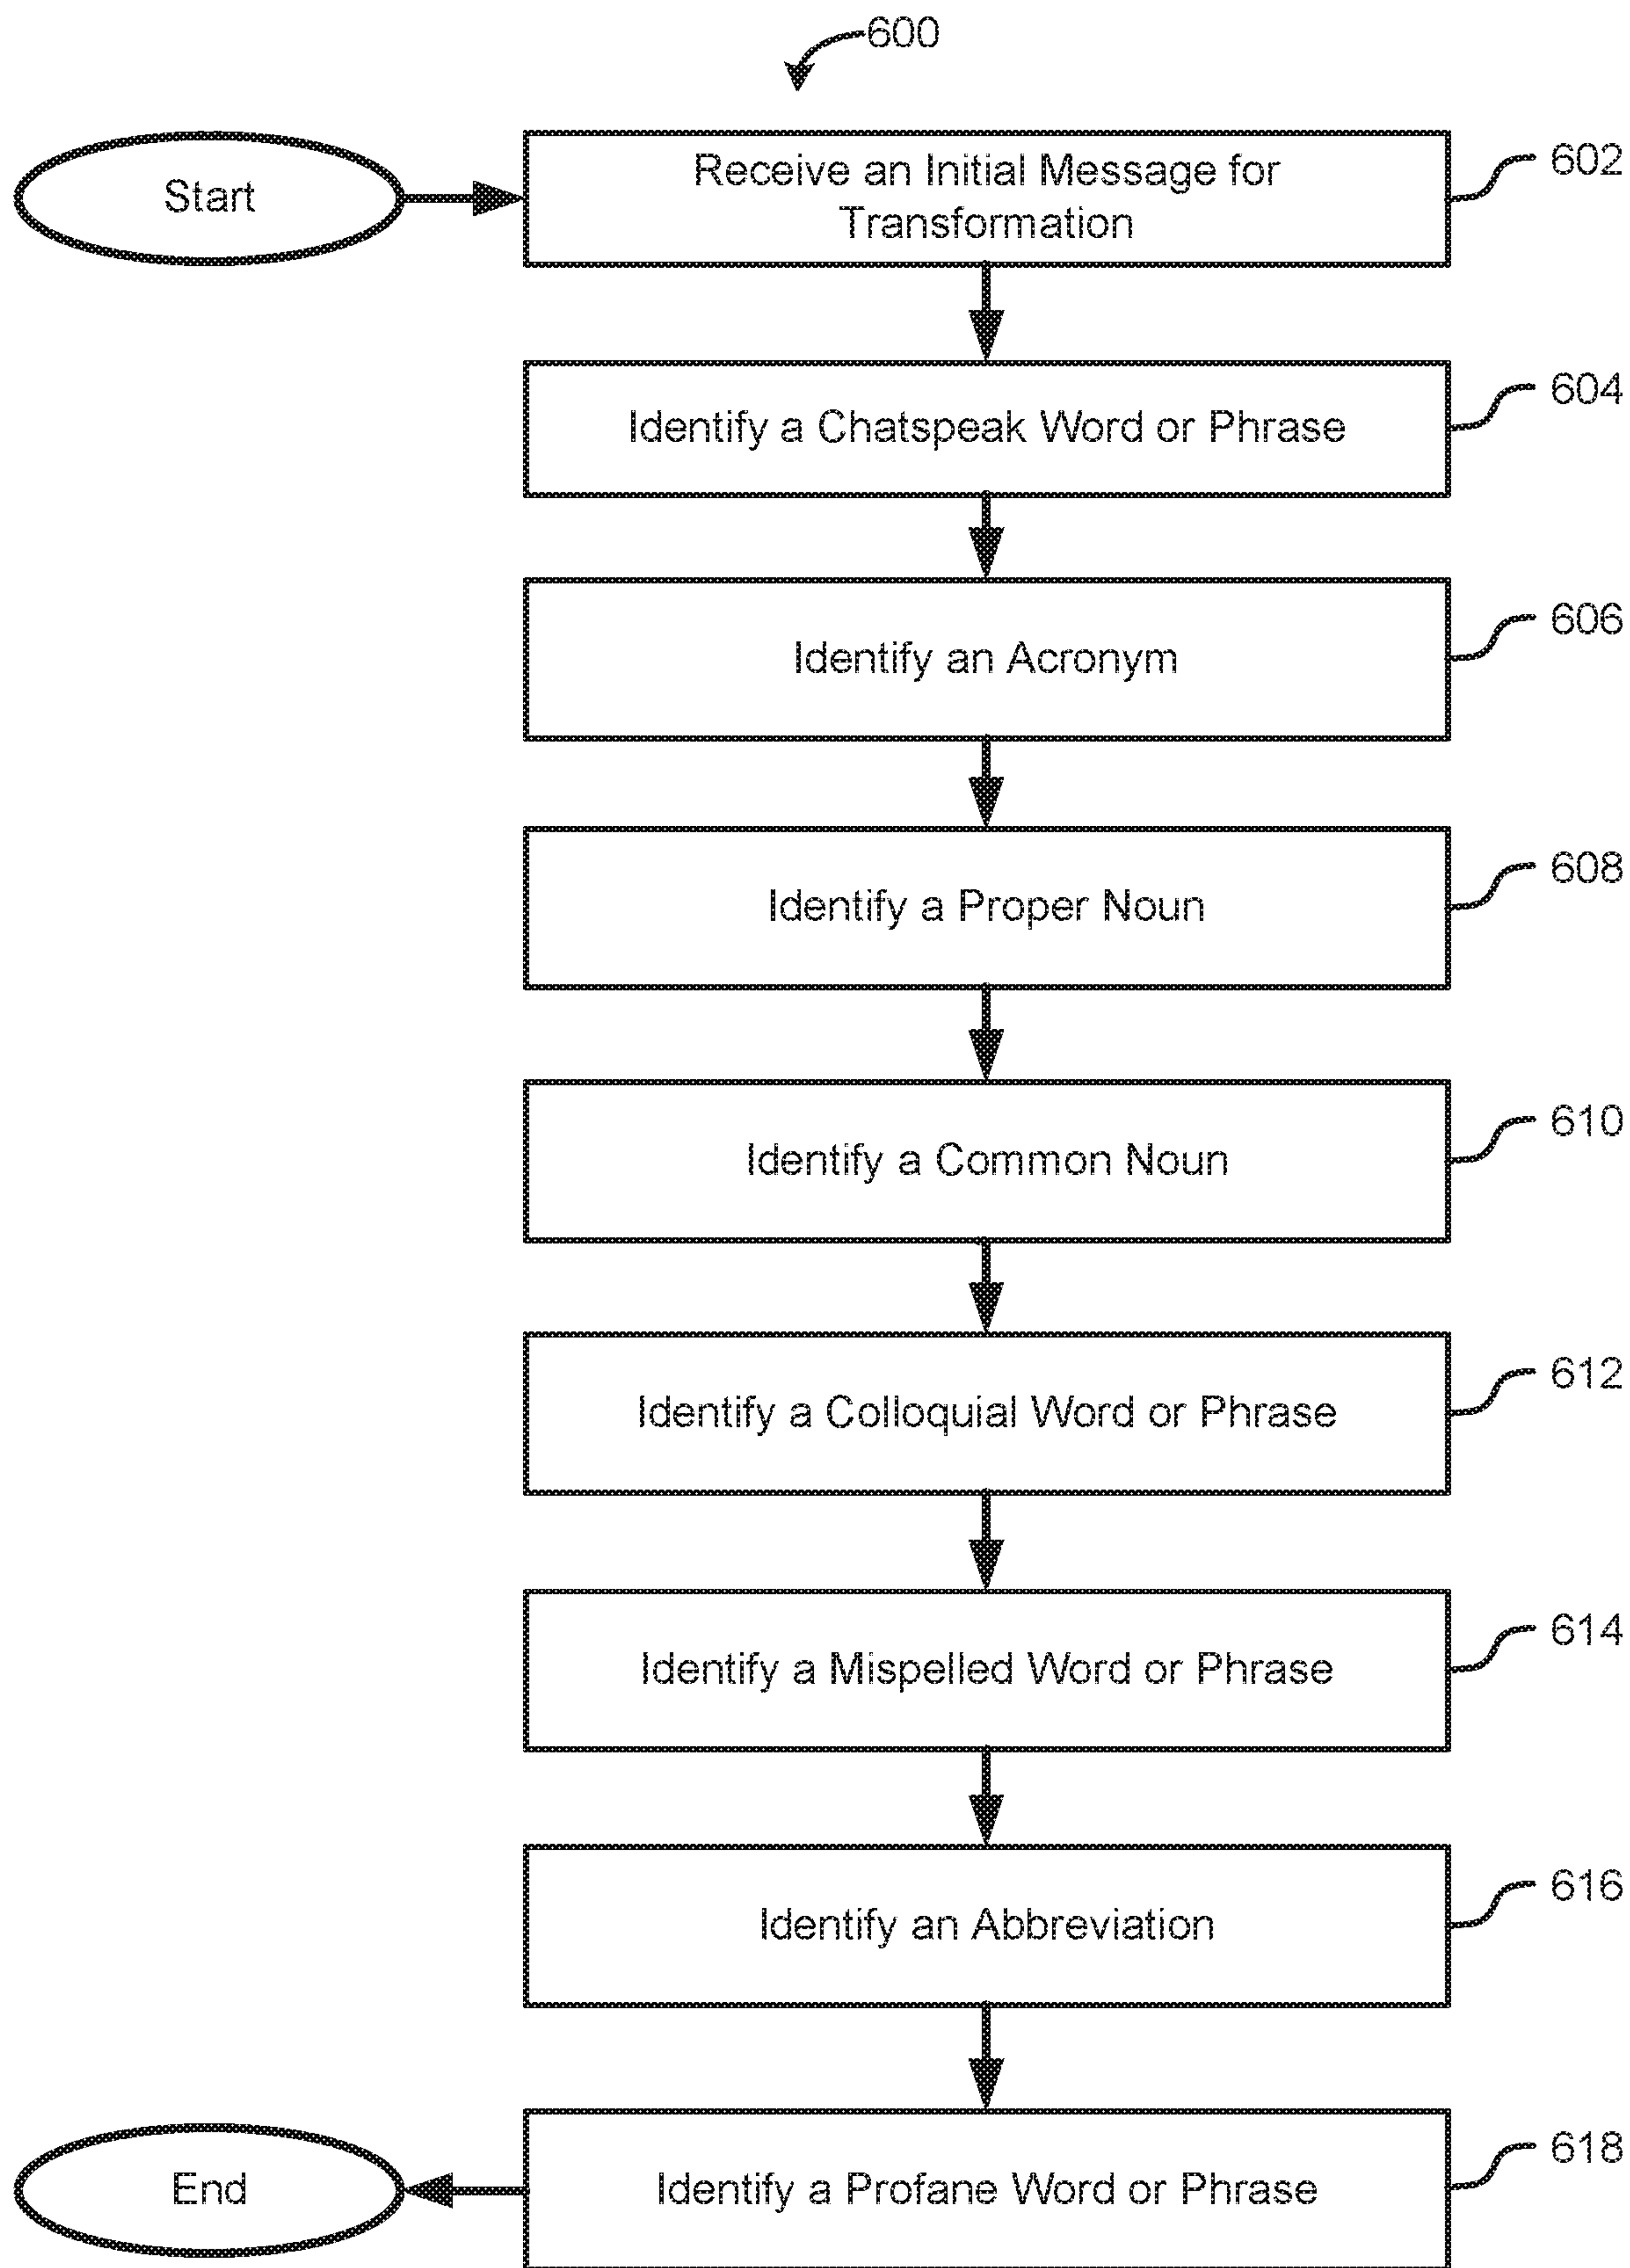 600
Start
Receive an Initial Message for
Transformation
602
Identify a Chatspeak Word or Phrase
604
Identify an Acronym
606
Identify a Proper Noun
608
Identify a Common Noun
610
Identify a Colloquial Word or Phrase
612
Identify a Mispelled Word or Phrase
614
Identify an Abbreviation
616
Identify a Profane Word or Phrase
618
End